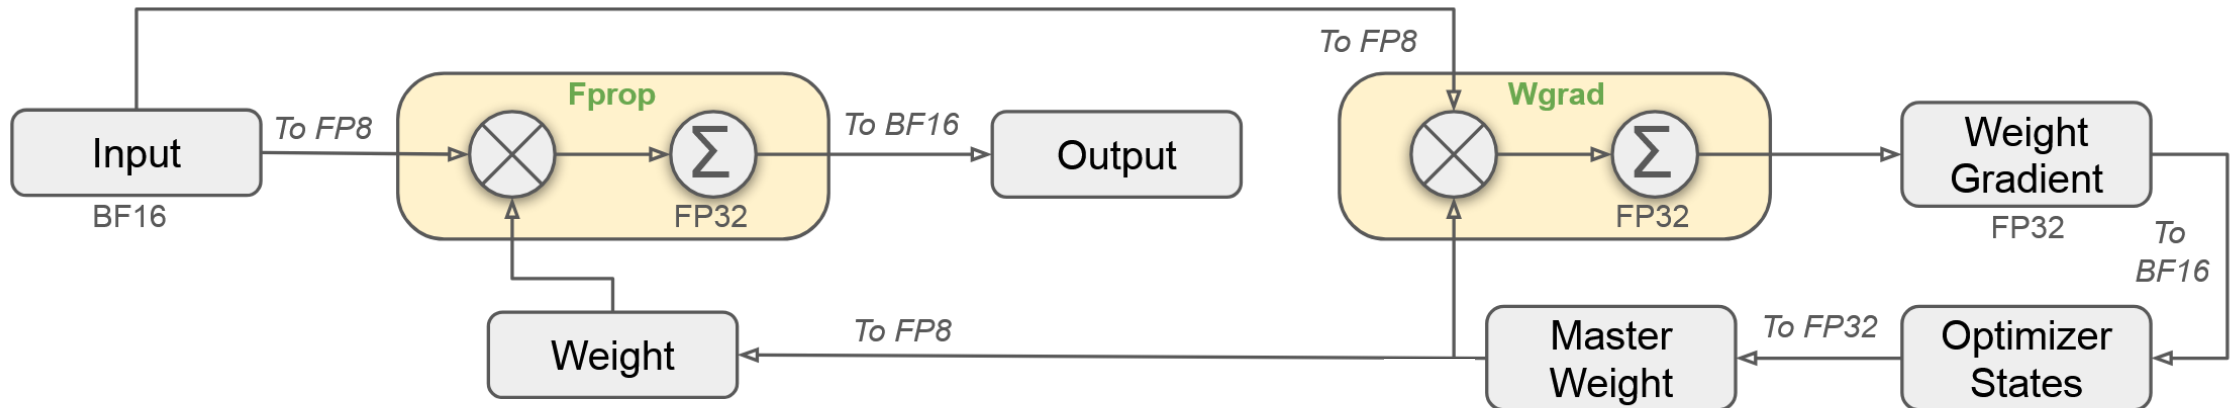 To FP8
Fprop
Wgrad
Input
To FP8
Σ
To BF16
Output
Σ
Weight
Gradient
BF16
FP32
FP32
FP32
To
BF16
Weight
To FP8
Master
Weight
To FP32
Optimizer
States